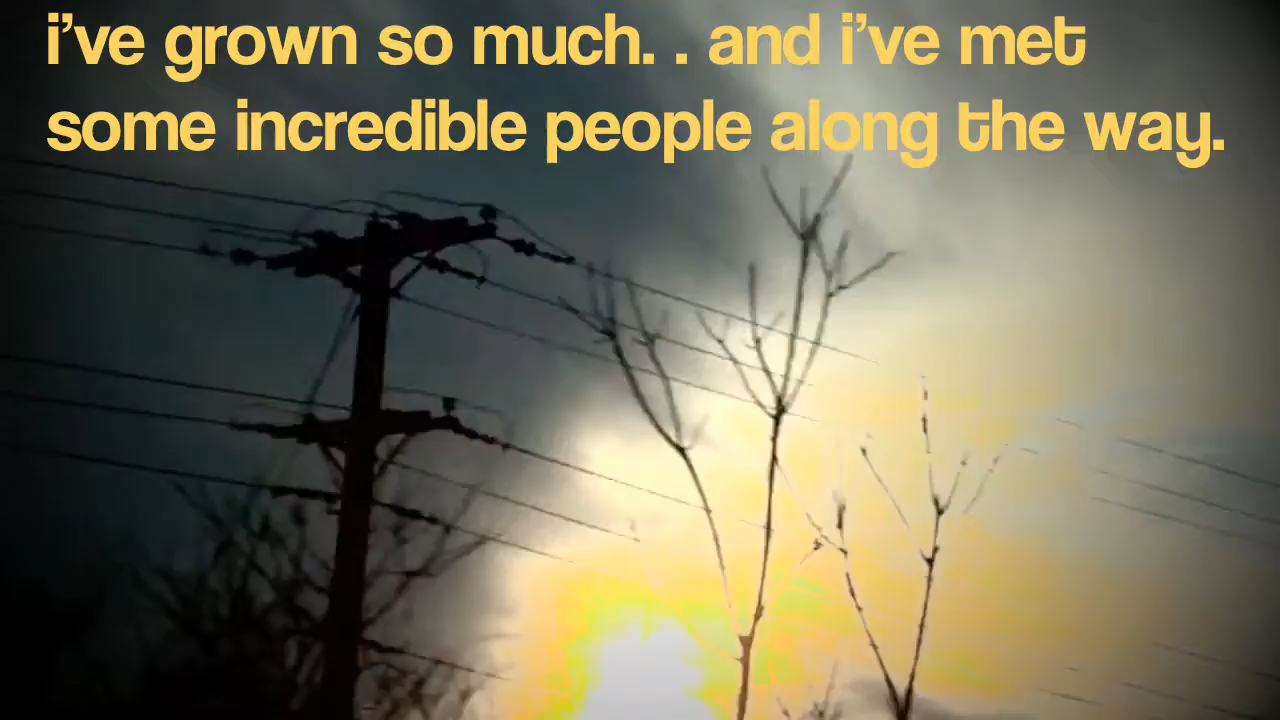 i’ve grown so much. . and i’ve met
some incredible people along the way.